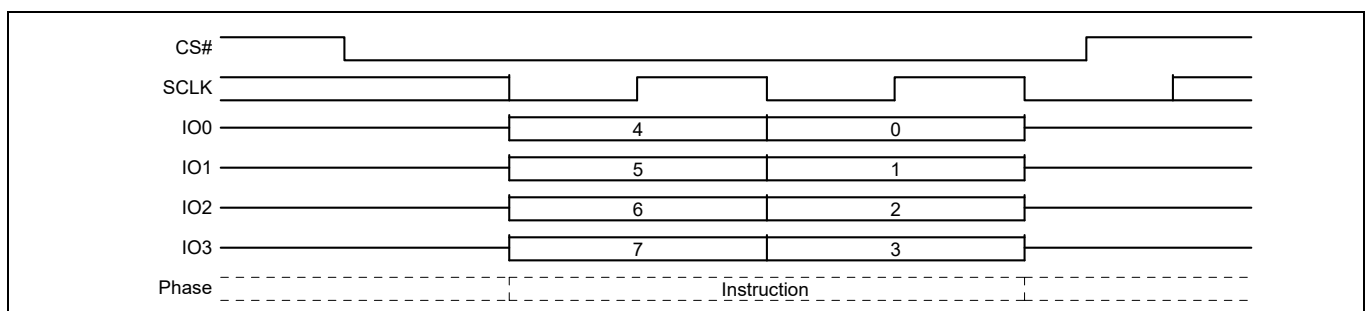 CS#
SCLK
IO0 4 0
IO1 5 1
IO2 6 2
IO3 7 3
Phase Instruction